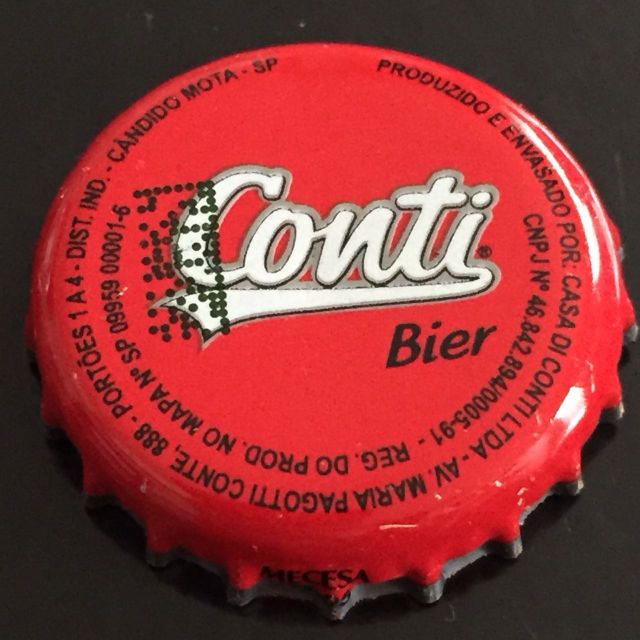 PRODUZIDO E ENVASADO POR: CASA DI CONTI LTDA - AV. MARIA PAGOTTI CONTE, 888 - PORTÕES 1 A 4 - DIST. IND. - CÂNDIDO MOTA - SP
CNPJ Nº 46.842.894/0005-91 - REG. DO PROD. NO MAPA Nº SP 09959 00001-6
Conti®
Bier
MECESA